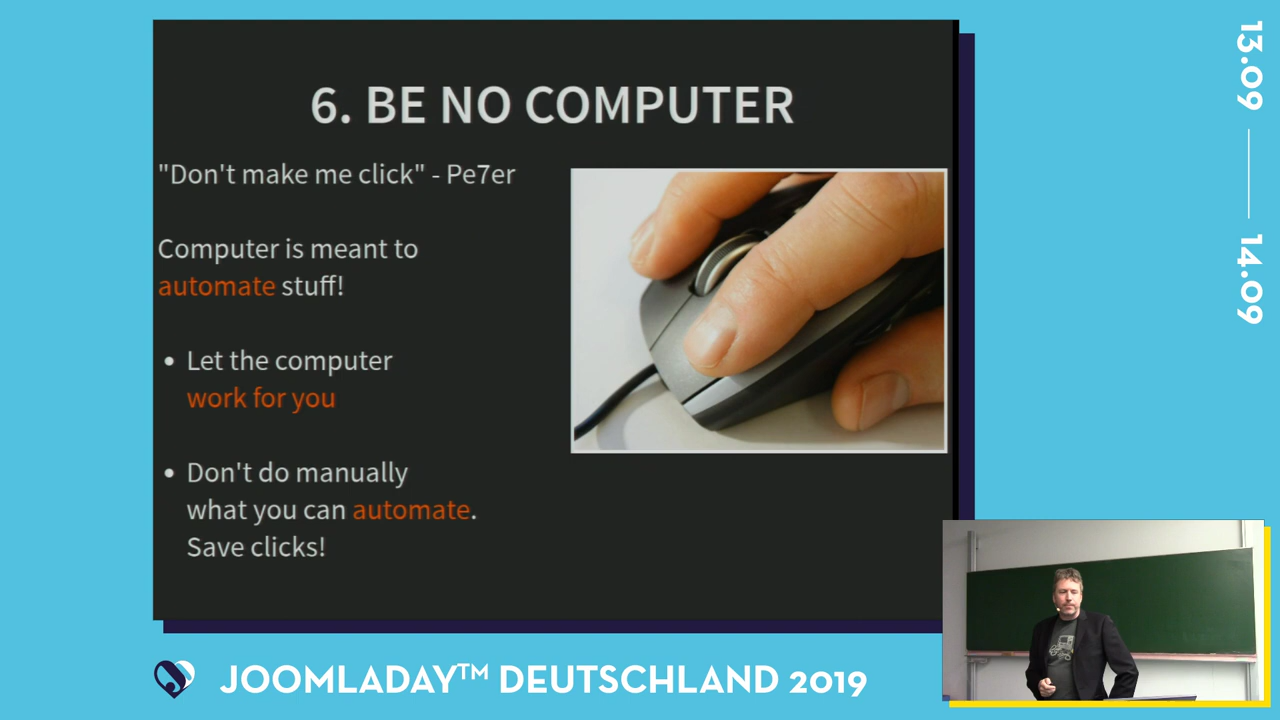 6. BE NO COMPUTER
"Don't make me click" - Pe7er
Computer is meant to
automate stuff!
• Let the computer
work for you
• Don't do manually
what you can automate.
Save clicks!
13.09
14.09
JOOMLADAY™ DEUTSCHLAND 2019